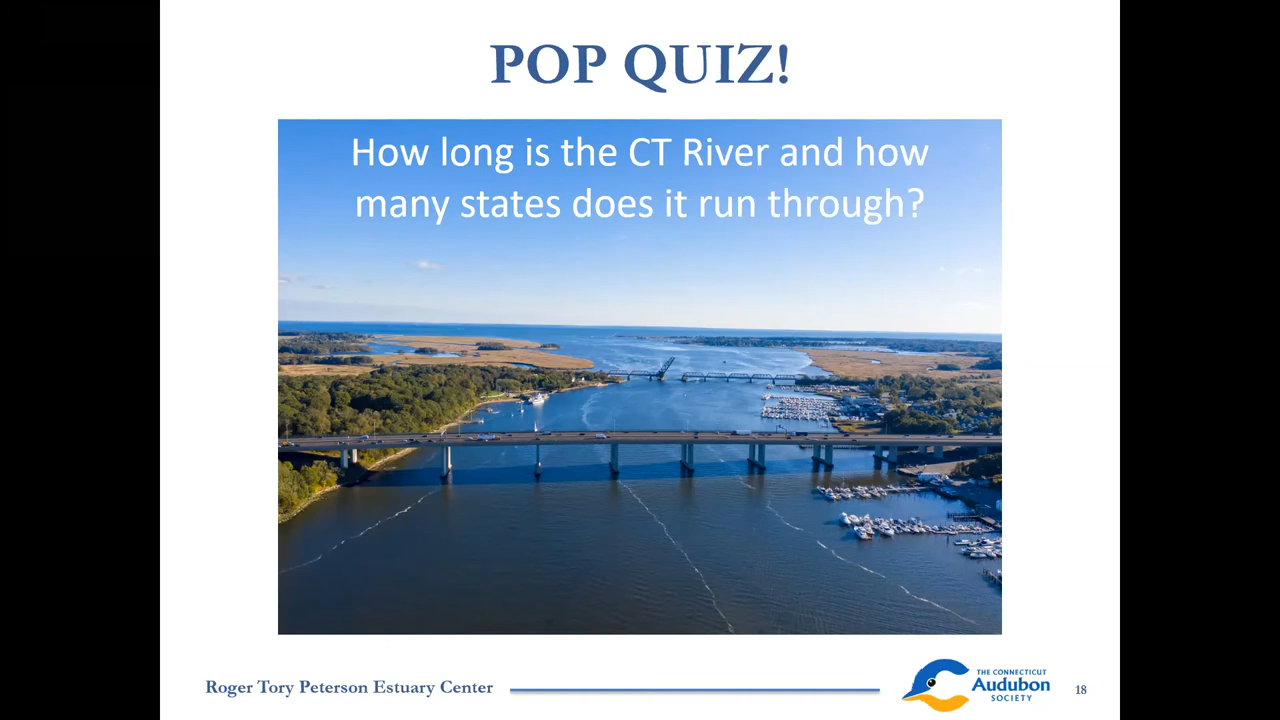 POP QUIZ!
How long is the CT River and how
many states does it run through?
Roger Tory Peterson Estuary Center
THE CONNECTICUT
Audubon
SOCIETY
18